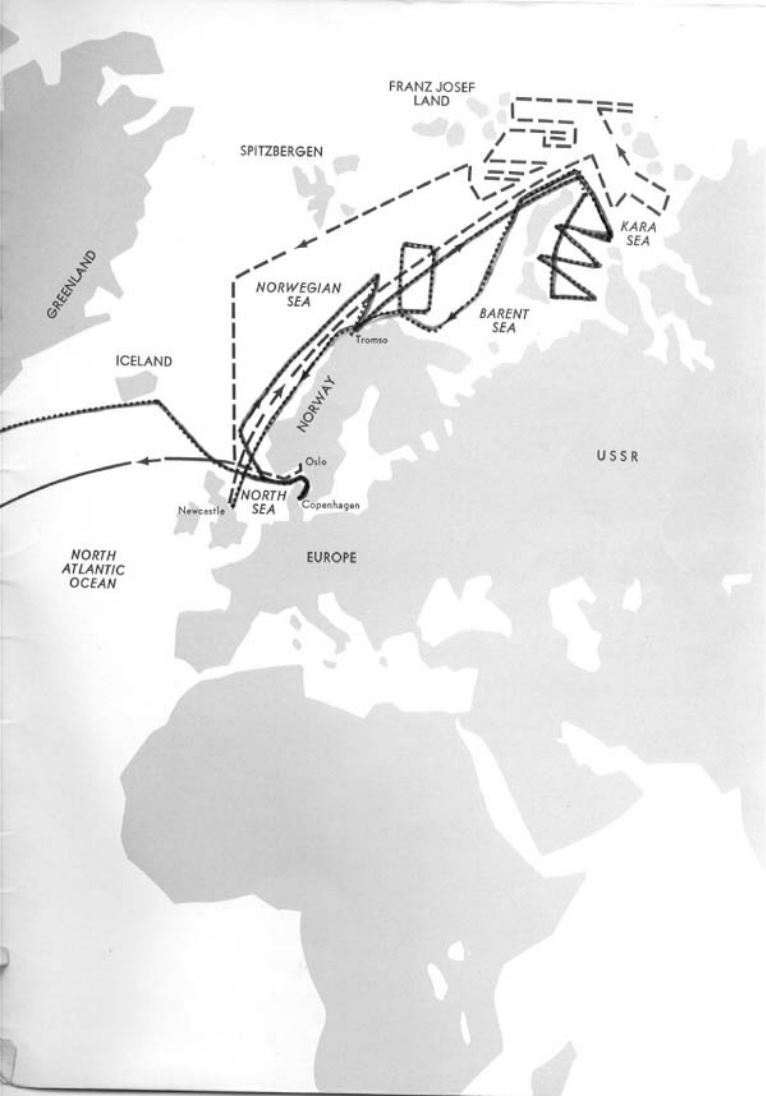 FRANZ JOSEF
LAND
SPITZBERGEN
KARA
SEA
GREENLAND
NORWEGIAN
SEA
BARENT
SEA
Tromso
ICELAND
NORWAY
USSR
Oslo
NORTH
SEA
Newcastle
Copenhagen
NORTH
ATLANTIC
OCEAN
EUROPE